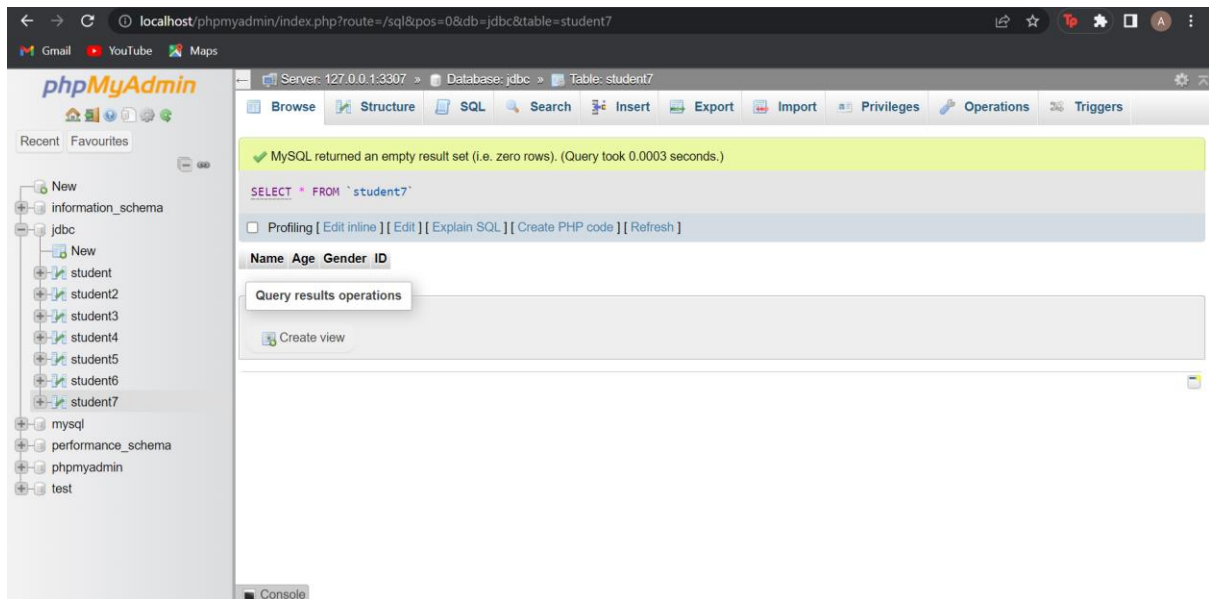 localhost/phpmyadmin/index.php?route=/sql&pos=0&db=jdbc&table=student7
Tp
A
Gmail YouTube Maps
phpMyAdmin
Recent Favourites
New
information_schema
jdbc
New
student
student2
student3
student4
student5
student6
student7
mysql
performance_schema
phpmyadmin
test
Server: 127.0.0.1:3307 » Database: jdbc » Table: student7
Browse Structure SQL Search Insert Export Import Privileges Operations Triggers
MySQL returned an empty result set (i.e. zero rows). (Query took 0.0003 seconds.)
SELECT * FROM `student7`
Profiling [ Edit inline ] [ Edit ] [ Explain SQL ] [ Create PHP code ] [ Refresh ]
Name Age Gender ID
Query results operations
Create view
Console